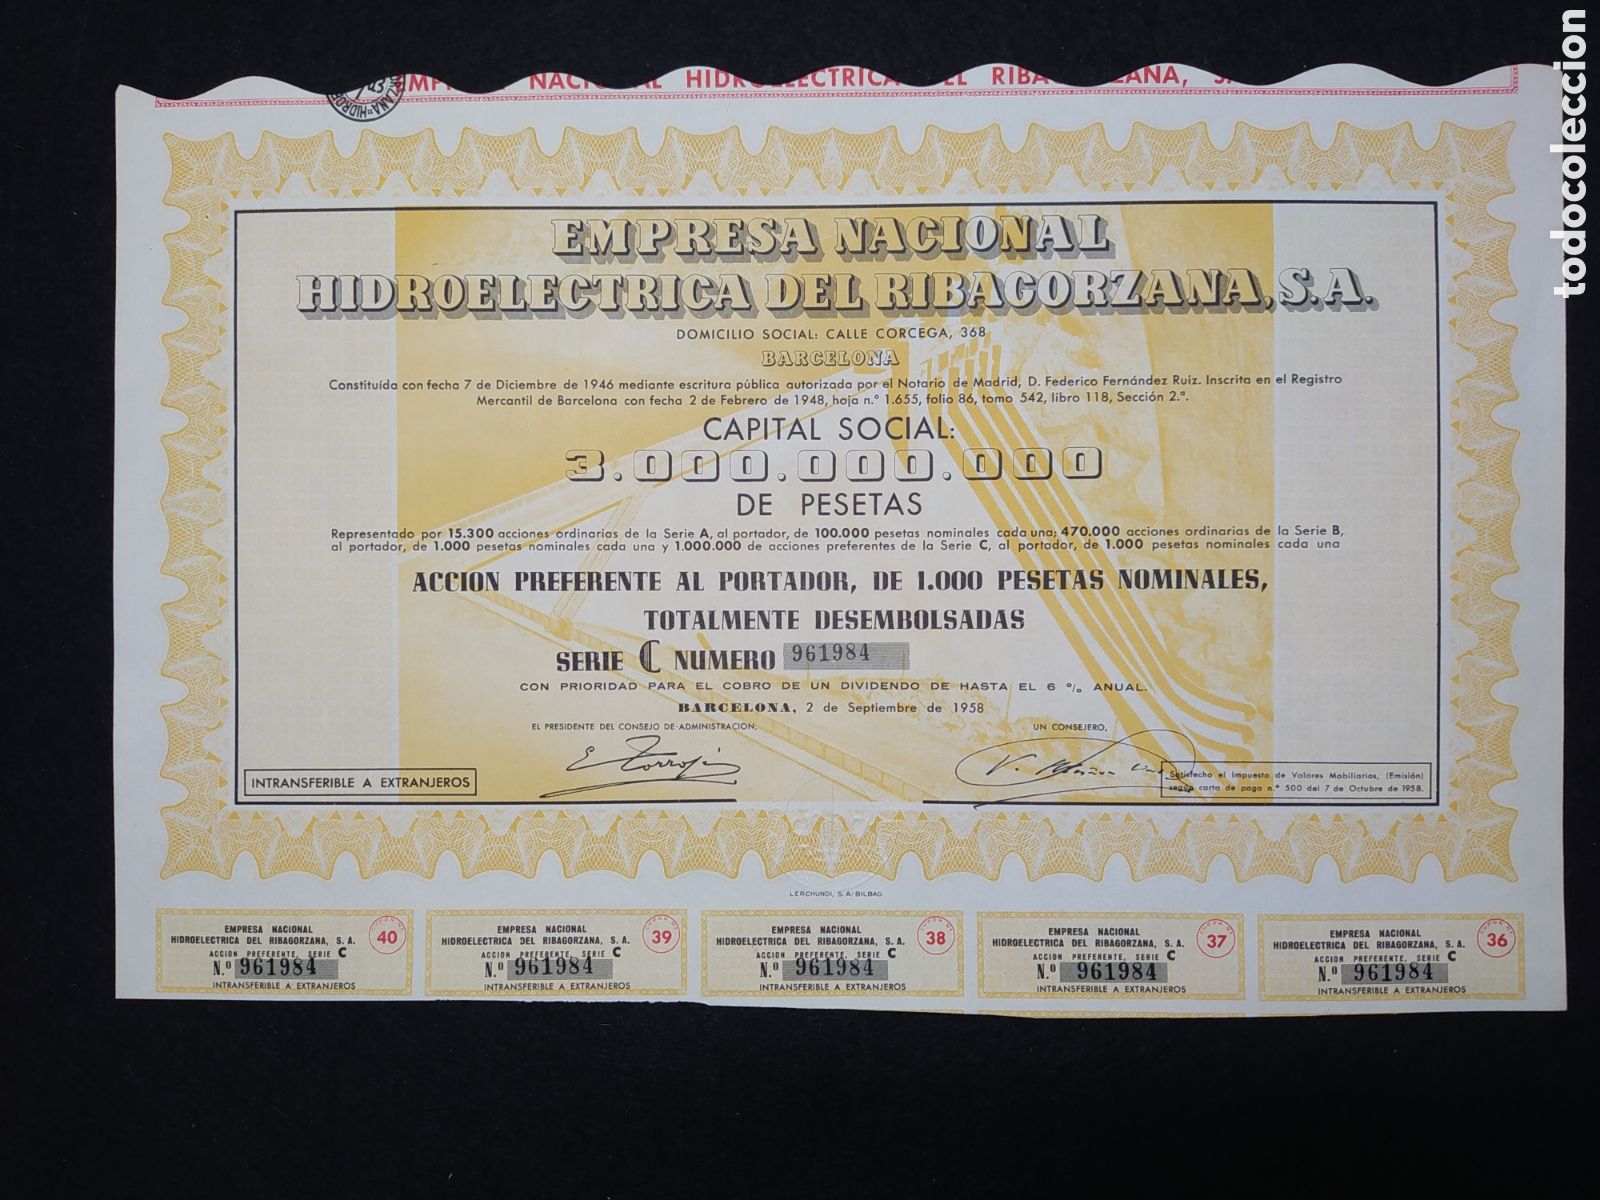 todocoleccion
HIDROELECTRICA DEL RIBAGORZANA,
EMPRESA NACIONAL
HIDROELECTRICA DEL RIBAGORZANA, S.A.
DOMICILIO SOCIAL: CALLE CORCEGA, 368
BARCELONA
Constituída con fecha 7 de Diciembre de 1946 mediante escritura pública autorizada por el Notario de Madrid, D. Federico Fernández Ruiz. Inscrita en el Registro
Mercantil de Barcelona con fecha 2 de Febrero de 1948, hoja n.º 1.655, folio 86, tomo 542, libro 118, Sección 2.ª.
CAPITAL SOCIAL:
3.000.000.000
DE PESETAS
Representado por 15.300 acciones ordinarias de la Serie A, al portador, de 100.000 pesetas nominales cada una; 470.000 acciones ordinarias de la Serie B,
al portador, de 1.000 pesetas nominales cada una y 1.000.000 de acciones preferentes de la Serie C, al portador, de 1.000 pesetas nominales cada una
ACCION PREFERENTE AL PORTADOR, DE 1.000 PESETAS NOMINALES,
TOTALMENTE DESEMBOLSADAS
SERIE C NUMERO 961984
CON PRIORIDAD PARA EL COBRO DE UN DIVIDENDO DE HASTA EL 6 % ANUAL.
BARCELONA, 2 de Septiembre de 1958
EL PRESIDENTE DEL CONSEJO DE ADMINISTRACION,
UN CONSEJERO,
INTRANSFERIBLE A EXTRANJEROS
Satisfecho el Impuesto de Valores Mobiliarios, (Emisión)
según carta de pago n.º 500 del 7 de Octubre de 1958.
LERCHUNDI, S. A.-BILBAO
EMPRESA NACIONAL
HIDROELECTRICA DEL RIBAGORZANA, S. A.
ACCION PREFERENTE, SERIE C
N.º 961984
INTRANSFERIBLE A EXTRANJEROS
CUPON N.º
40
EMPRESA NACIONAL
HIDROELECTRICA DEL RIBAGORZANA, S. A.
ACCION PREFERENTE, SERIE C
N.º 961984
INTRANSFERIBLE A EXTRANJEROS
CUPON N.º
39
EMPRESA NACIONAL
HIDROELECTRICA DEL RIBAGORZANA, S. A.
ACCION PREFERENTE, SERIE C
N.º 961984
INTRANSFERIBLE A EXTRANJEROS
CUPON N.º
38
EMPRESA NACIONAL
HIDROELECTRICA DEL RIBAGORZANA, S. A.
ACCION PREFERENTE, SERIE C
N.º 961984
INTRANSFERIBLE A EXTRANJEROS
CUPON N.º
37
EMPRESA NACIONAL
HIDROELECTRICA DEL RIBAGORZANA, S. A.
ACCION PREFERENTE, SERIE C
N.º 961984
INTRANSFERIBLE A EXTRANJEROS
CUPON N.º
36